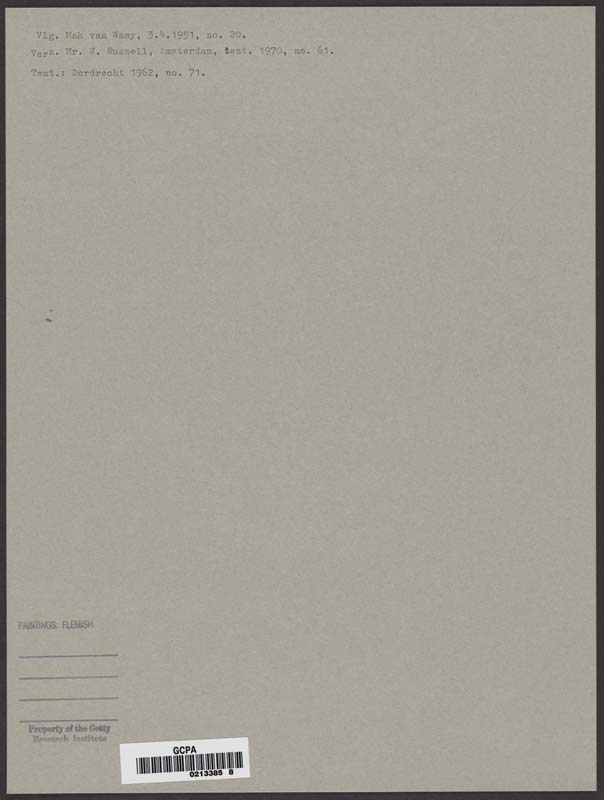 Vlg. Mak van Waay, 3.4.1951, no. 20.
Verz. Mr. W. Russell, Amsterdam, tent. 1970, no. 61.
Tent.: Dordrecht 1962, no. 71.
PAINTINGS: FLEMISH
Property of the Getty
Research Institute
GCPA
0213385 8